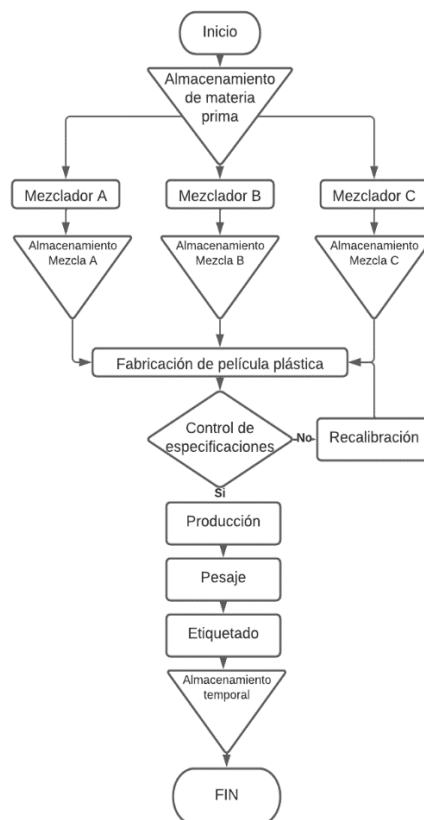 Inicio
Almacenamiento
de materia
prima
Mezclador A
Mezclador B
Mezclador C
Almacenamiento
Mezcla A
Almacenamiento
Mezcla B
Almacenamiento
Mezcla C
Fabricación de película plástica
Control de
especificaciones
No
Recalibración
Si
Producción
Pesaje
Etiquetado
Almacenamiento
temporal
FIN